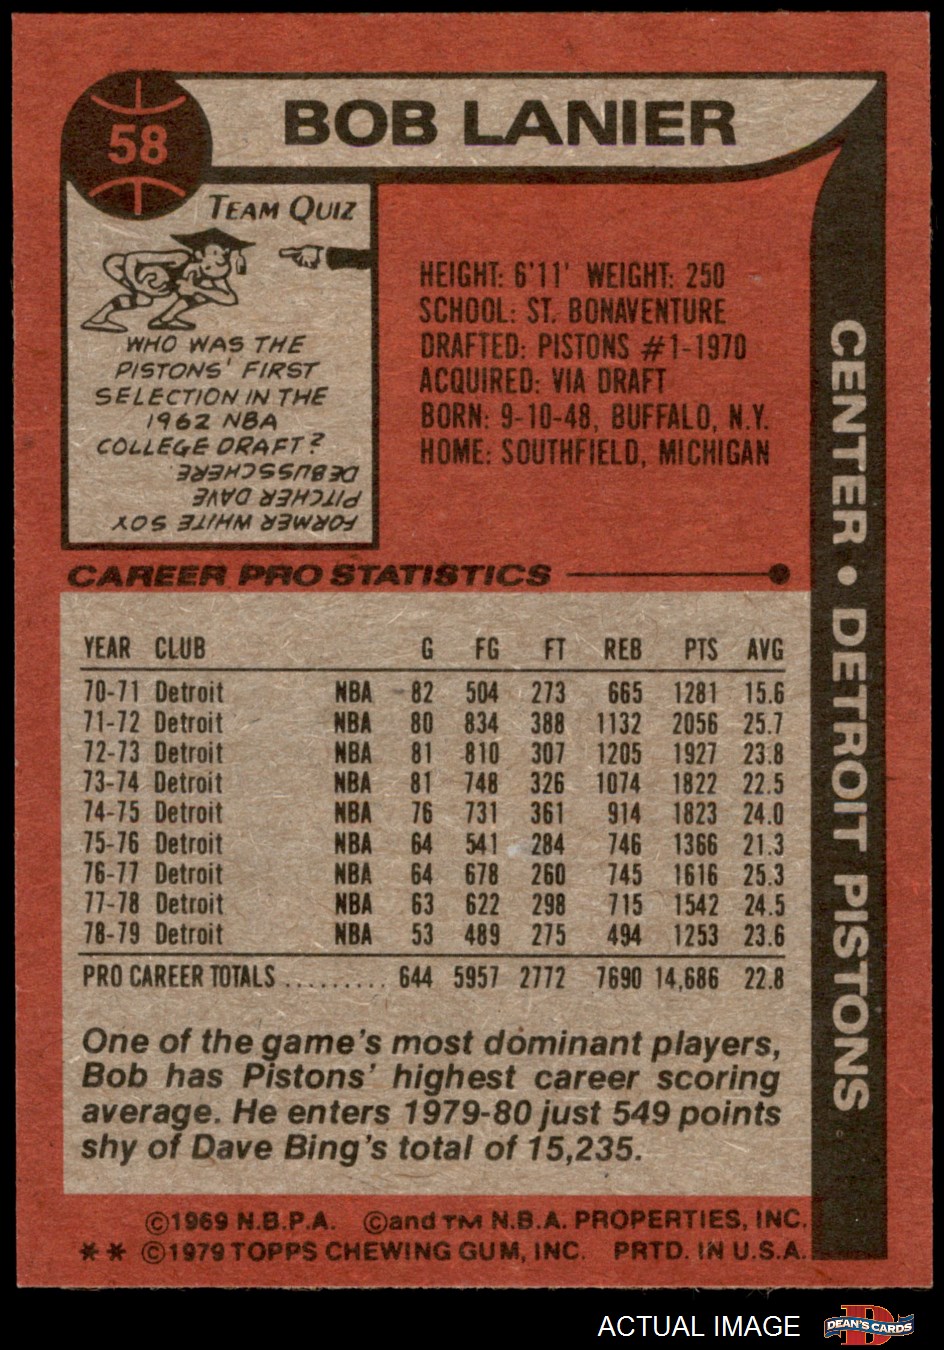 58
BOB LANIER
TEAM QUIZ
WHO WAS THE
PISTONS' FIRST
SELECTION IN THE
1962 NBA
COLLEGE DRAFT?
FORMER WHITE SOX
PITCHER DAVE
DEBUSSCHERE
HEIGHT: 6'11' WEIGHT: 250
SCHOOL: ST. BONAVENTURE
DRAFTED: PISTONS #1-1970
ACQUIRED: VIA DRAFT
BORN: 9-10-48, BUFFALO, N.Y.
HOME: SOUTHFIELD, MICHIGAN
CENTER • DETROIT PISTONS
CAREER PRO STATISTICS
YEAR CLUB G FG FT REB PTS AVG
70-71 Detroit NBA 82 504 273 665 1281 15.6
71-72 Detroit NBA 80 834 388 1132 2056 25.7
72-73 Detroit NBA 81 810 307 1205 1927 23.8
73-74 Detroit NBA 81 748 326 1074 1822 22.5
74-75 Detroit NBA 76 731 361 914 1823 24.0
75-76 Detroit NBA 64 541 284 746 1366 21.3
76-77 Detroit NBA 64 678 260 745 1616 25.3
77-78 Detroit NBA 63 622 298 715 1542 24.5
78-79 Detroit NBA 53 489 275 494 1253 23.6
PRO CAREER TOTALS ......... 644 5957 2772 7690 14,686 22.8
One of the game's most dominant players,
Bob has Pistons' highest career scoring
average. He enters 1979-80 just 549 points
shy of Dave Bing's total of 15,235.
©1969 N.B.P.A. ©and TM N.B.A. PROPERTIES, INC.
** ©1979 TOPPS CHEWING GUM, INC. PRTD. IN U.S.A.
ACTUAL IMAGE
DEAN'S CARDS